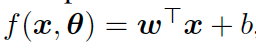 f(x, θ) = w⊤x + b,